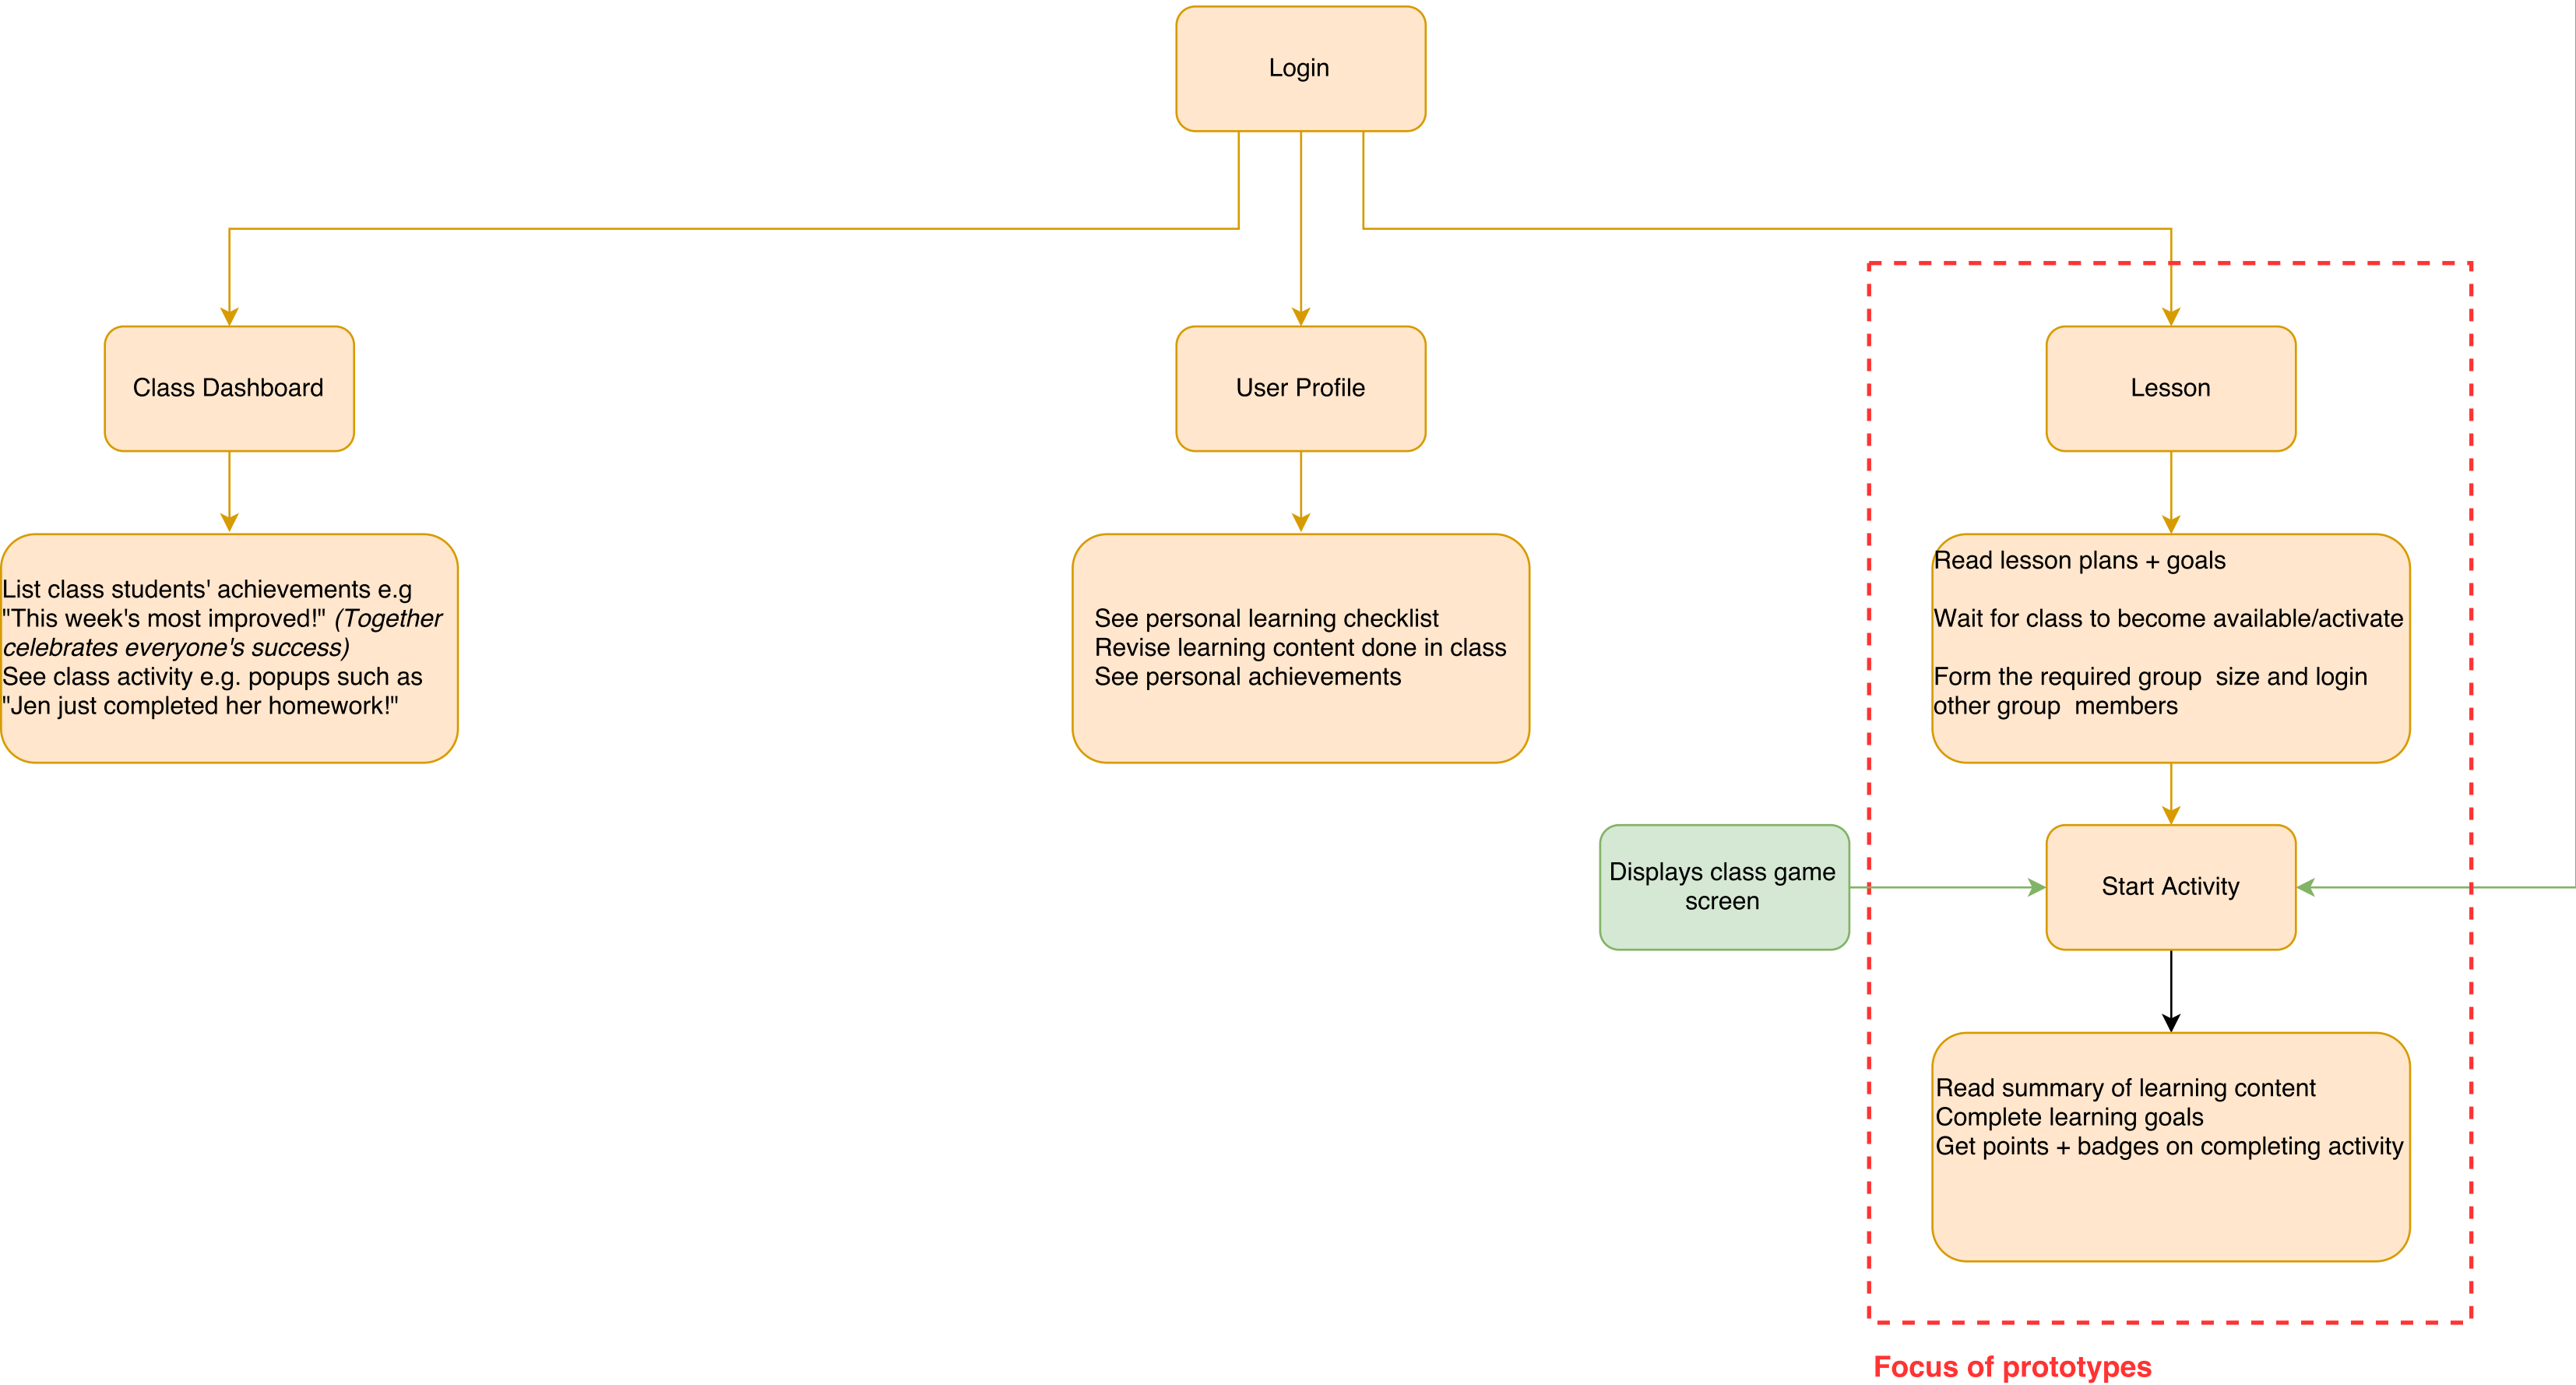 Login
Class Dashboard
User Profile
Lesson
List class students' achievements e.g
"This week's most improved!" (Together
celebrates everyone's success)
See class activity e.g. popups such as
"Jen just completed her homework!"
See personal learning checklist
Revise learning content done in class
See personal achievements
Read lesson plans + goals
Wait for class to become available/activate
Form the required group  size and login
other group  members
Displays class game
screen
Start Activity
Read summary of learning content
Complete learning goals
Get points + badges on completing activity
Focus of prototypes